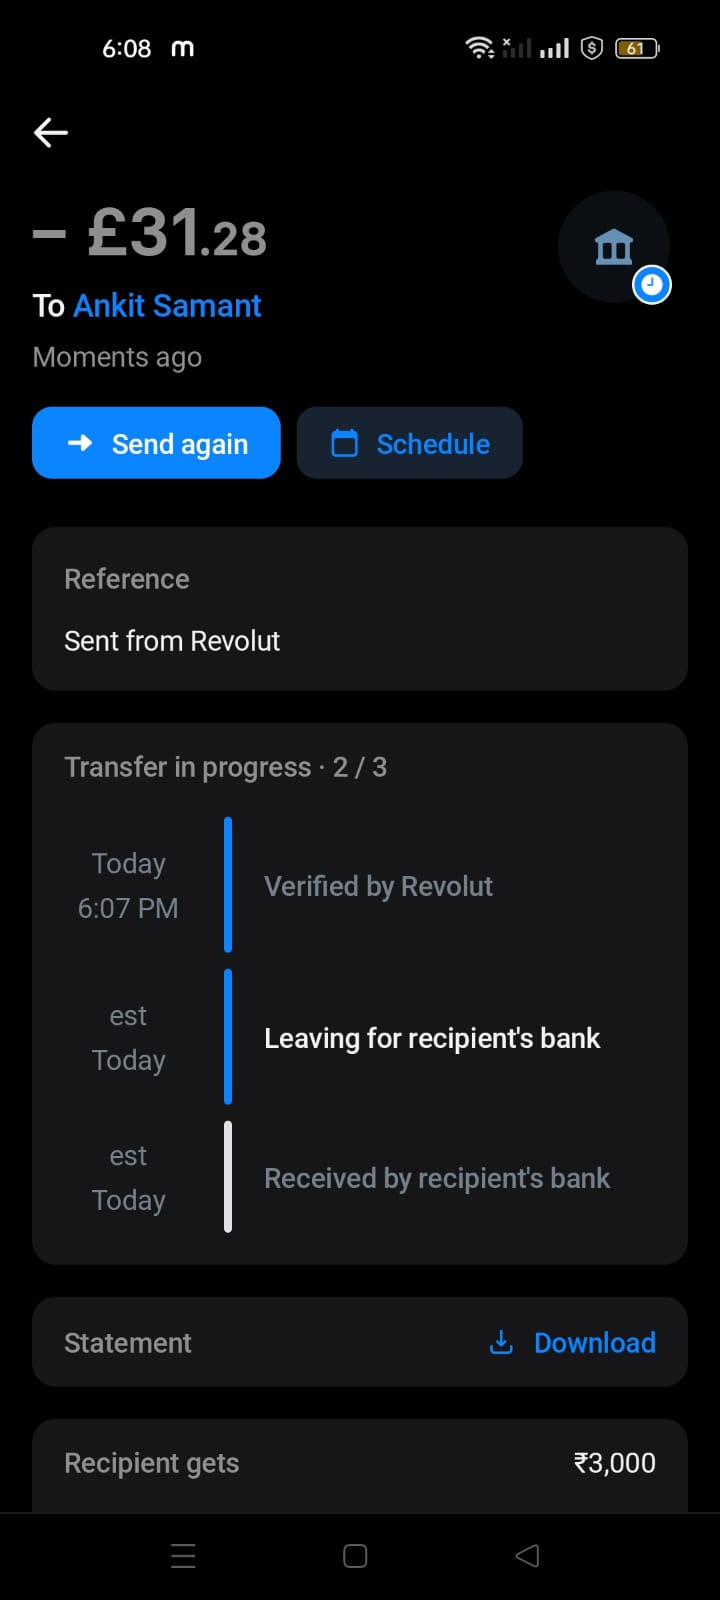 6:08 m 61
– £31.28
To Ankit Samant
Moments ago
Send again Schedule
Reference
Sent from Revolut
Transfer in progress · 2 / 3
Today
6:07 PM
Verified by Revolut
est
Today
Leaving for recipient's bank
est
Today
Received by recipient's bank
Statement Download
Recipient gets ₹3,000